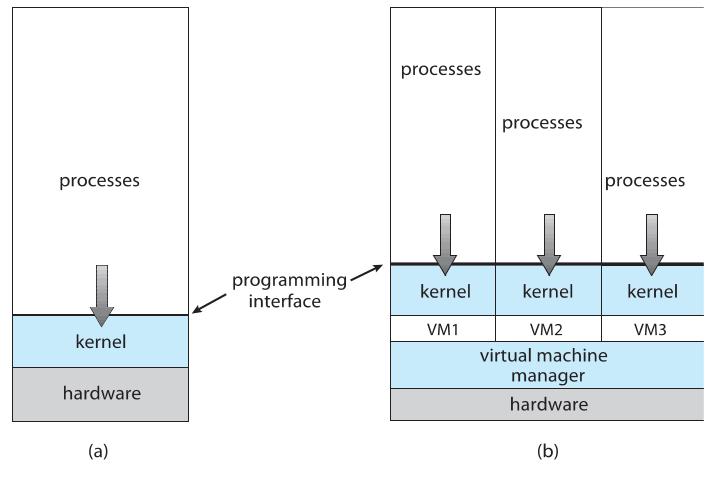 processes
kernel
hardware
(a)
programming
interface
processes
processes
processes
kernel
kernel
kernel
VM1
VM2
VM3
virtual machine
manager
hardware
(b)